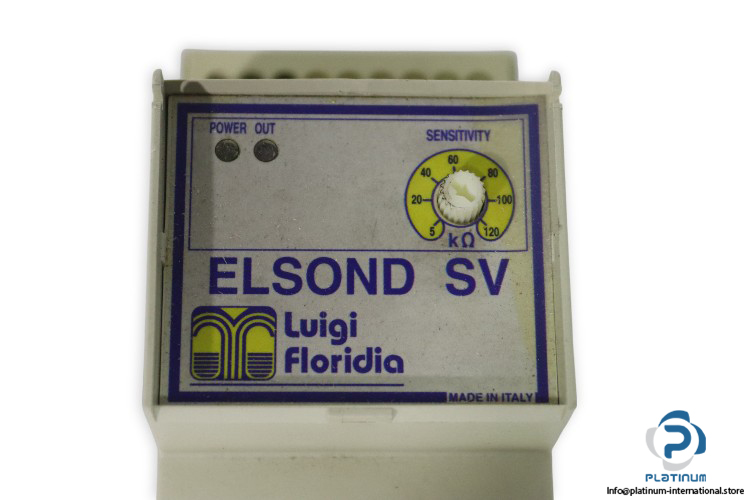 POWER OUT
SENSITIVITY
5 20 40 60 80 100 120
kΩ
ELSOND SV
Luigi
Floridia
MADE IN ITALY
PLATINUM
Info@platinum-international.store